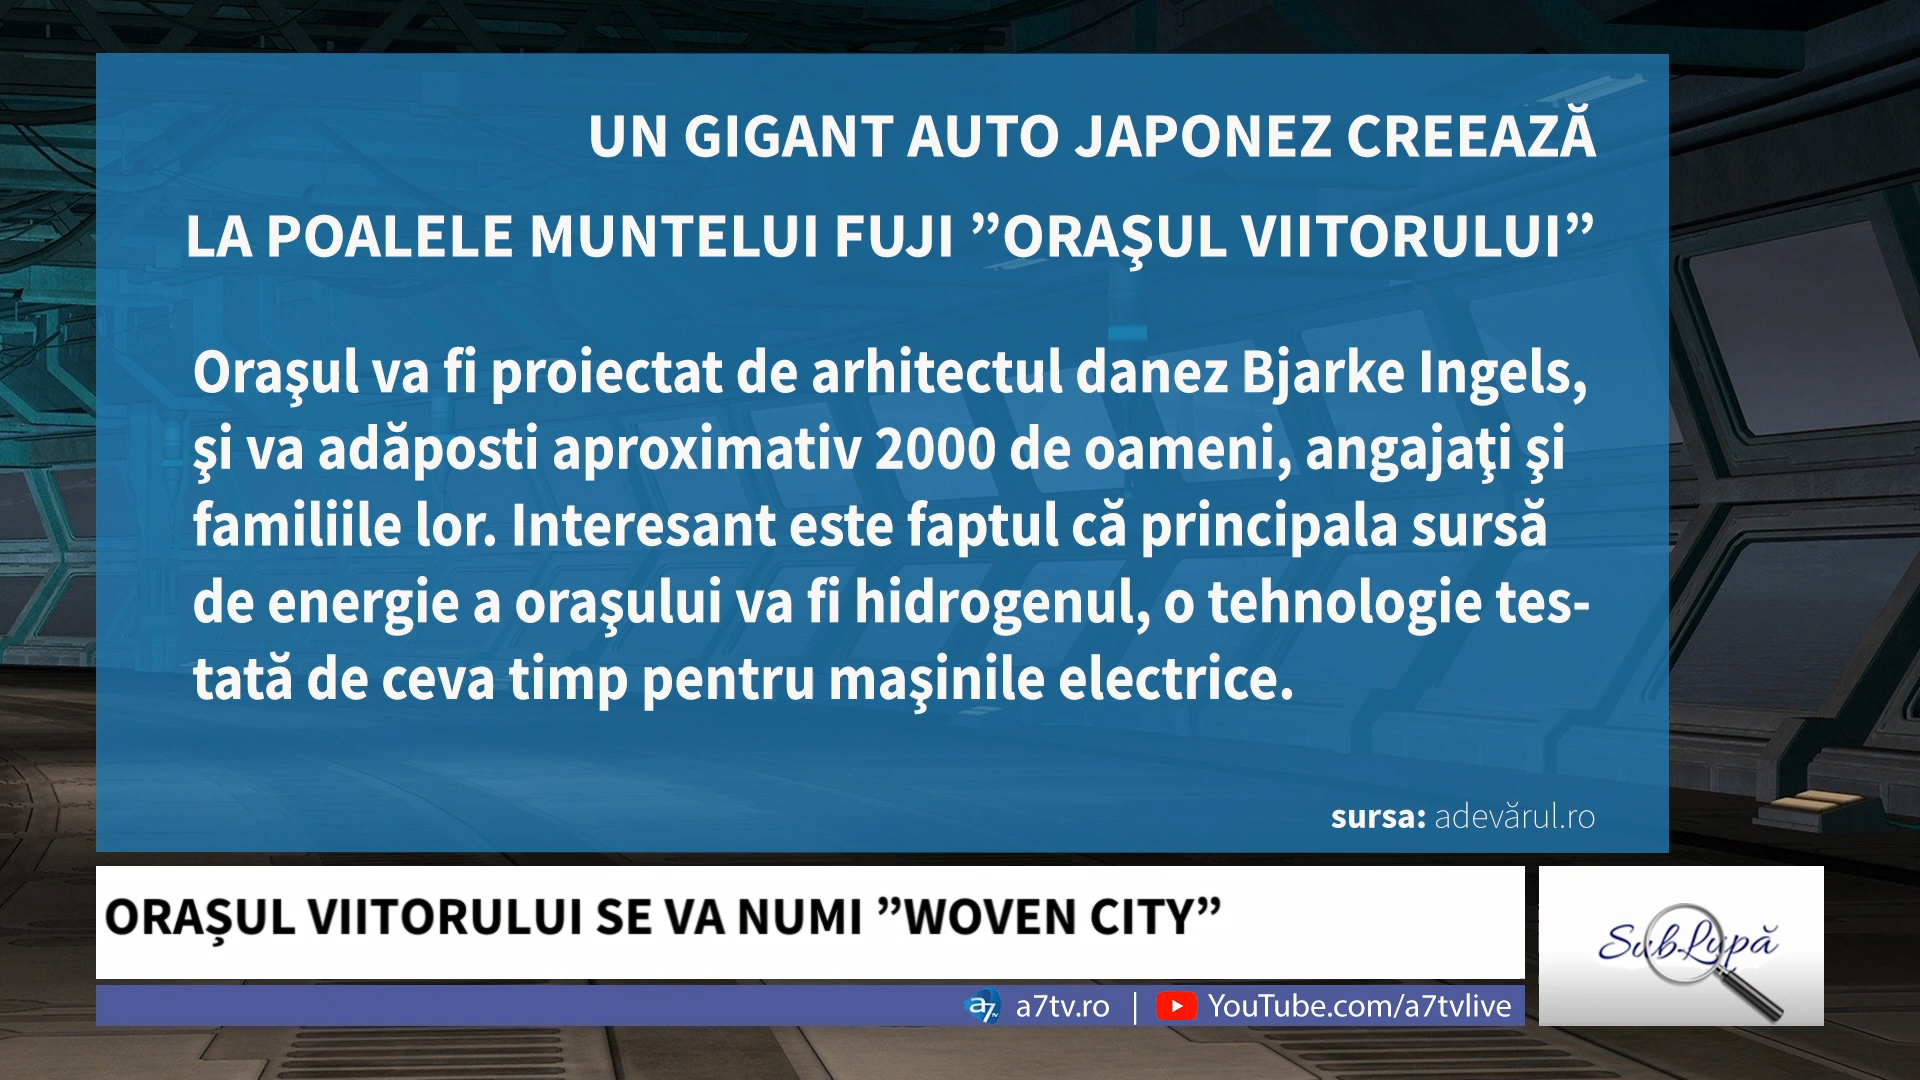 UN GIGANT AUTO JAPONEZ CREEAZĂ
LA POALELE MUNTELUI FUJI ”ORAŞUL VIITORULUI”
Oraşul va fi proiectat de arhitectul danez Bjarke Ingels,
şi va adăposti aproximativ 2000 de oameni, angajaţi şi
familiile lor. Interesant este faptul că principala sursă
de energie a oraşului va fi hidrogenul, o tehnologie tes-
tată de ceva timp pentru maşinile electrice.
sursa: adevărul.ro
ORAȘUL VIITORULUI SE VA NUMI ”WOVEN CITY”
SubLupă
a7tv.ro | YouTube.com/a7tvlive